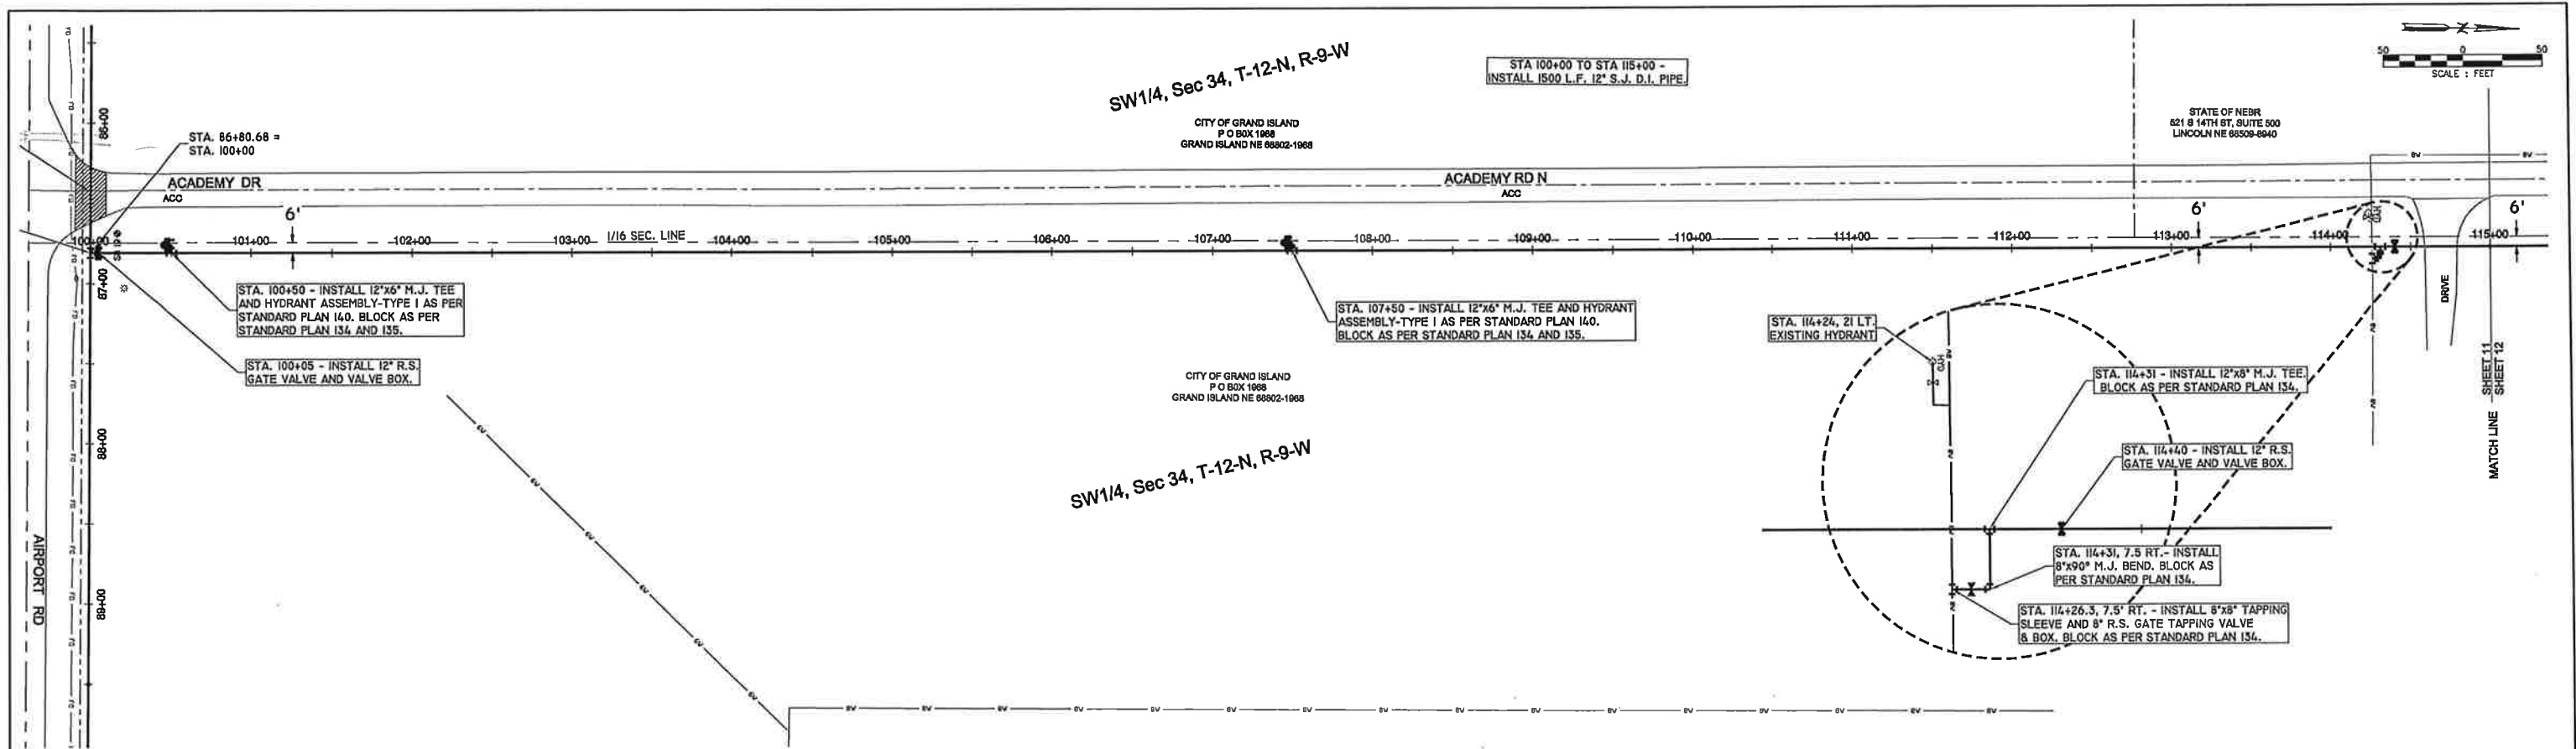 SW1/4, Sec 34, T-12-N, R-9-W
STA 100+00 TO STA 115+00 -
INSTALL 1500 L.F. 12" S.J. D.I. PIPE.
50 0 50
SCALE : FEET
CITY OF GRAND ISLAND
P O BOX 1968
GRAND ISLAND NE 68802-1968
STATE OF NEBR
521 S 14TH ST, SUITE 500
LINCOLN NE 68509-8940
86+00
STA. 86+80.68 =
STA. 100+00
ACADEMY DR
ACC
ACADEMY RD N
ACC
6'
6'
6'
100+00 101+00 102+00 103+00 1/16 SEC. LINE 104+00 105+00 106+00 107+00 108+00 109+00 110+00 111+00 112+00 113+00 114+00 115+00
87+00
HYD
STA. 100+50 - INSTALL 12"x6" M.J. TEE
AND HYDRANT ASSEMBLY-TYPE 1 AS PER
STANDARD PLAN 140. BLOCK AS PER
STANDARD PLAN 134 AND 135.
STA. 107+50 - INSTALL 12"x6" M.J. TEE AND HYDRANT
ASSEMBLY-TYPE 1 AS PER STANDARD PLAN 140.
BLOCK AS PER STANDARD PLAN 134 AND 135.
STA. 100+05 - INSTALL 12" R.S.
GATE VALVE AND VALVE BOX.
STA. 114+24, 21 LT.
EXISTING HYDRANT
HYD
DRIVE
CITY OF GRAND ISLAND
P O BOX 1968
GRAND ISLAND NE 68802-1968
STA. 114+31 - INSTALL 12"x8" M.J. TEE.
BLOCK AS PER STANDARD PLAN 134.
SHEET 11
SHEET 12
MATCH LINE
88+00
SW1/4, Sec 34, T-12-N, R-9-W
STA. 114+40 - INSTALL 12" R.S.
GATE VALVE AND VALVE BOX.
AIRPORT RD
89+00
STA. 114+31, 7.5 RT.- INSTALL
8"x90° M.J. BEND. BLOCK AS
PER STANDARD PLAN 134.
STA. 114+26.3, 7.5' RT. - INSTALL 8"x8" TAPPING
SLEEVE AND 8" R.S. GATE TAPPING VALVE
& BOX. BLOCK AS PER STANDARD PLAN 134.